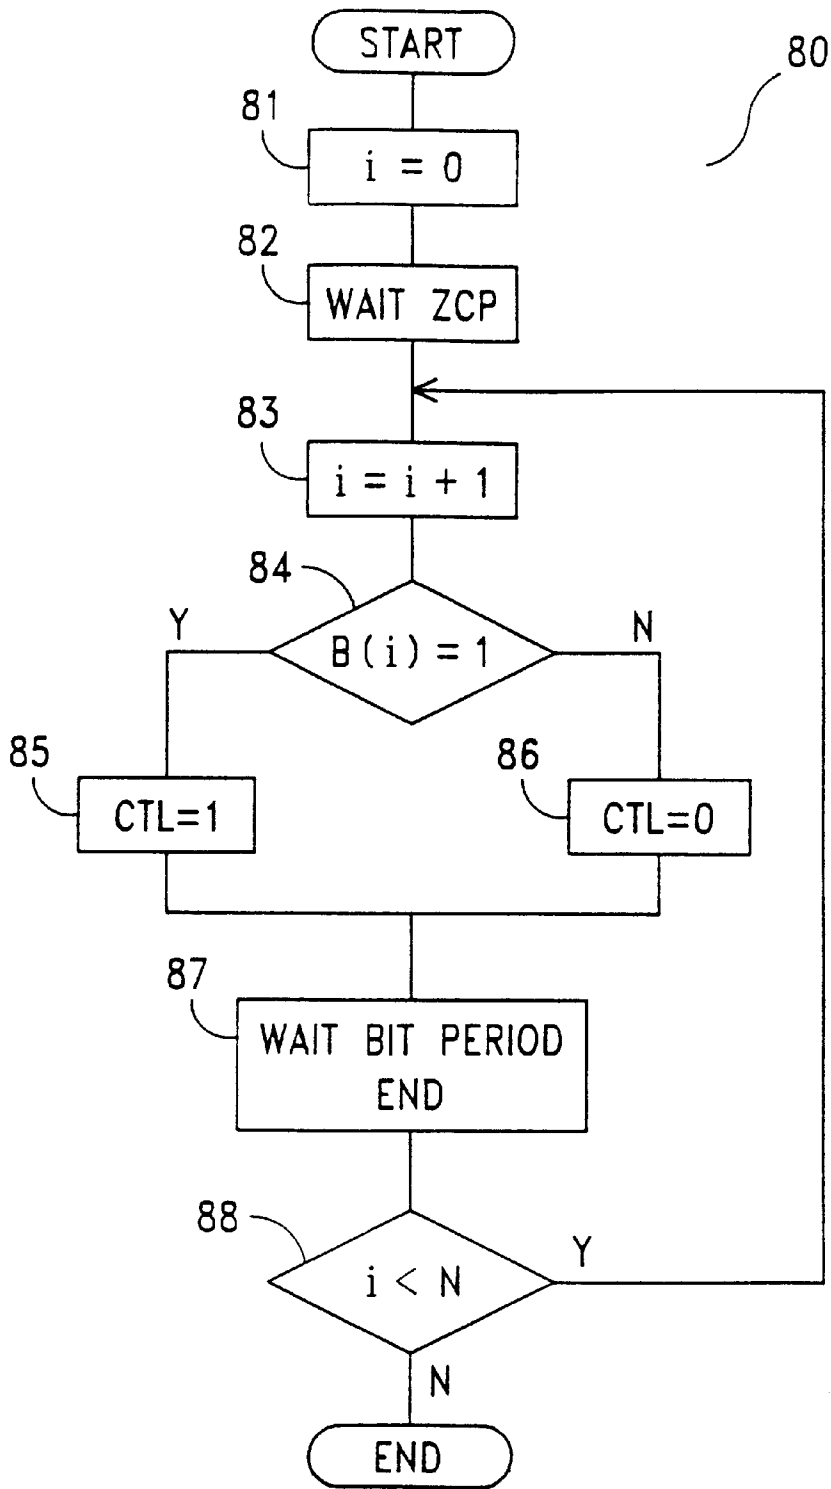 START
80
81
i = 0
82
WAIT ZCP
83
i = i + 1
84
Y
B(i) = 1
N
85
CTL=1
86
CTL=0
87
WAIT BIT PERIOD
END
88
i < N
Y
N
END